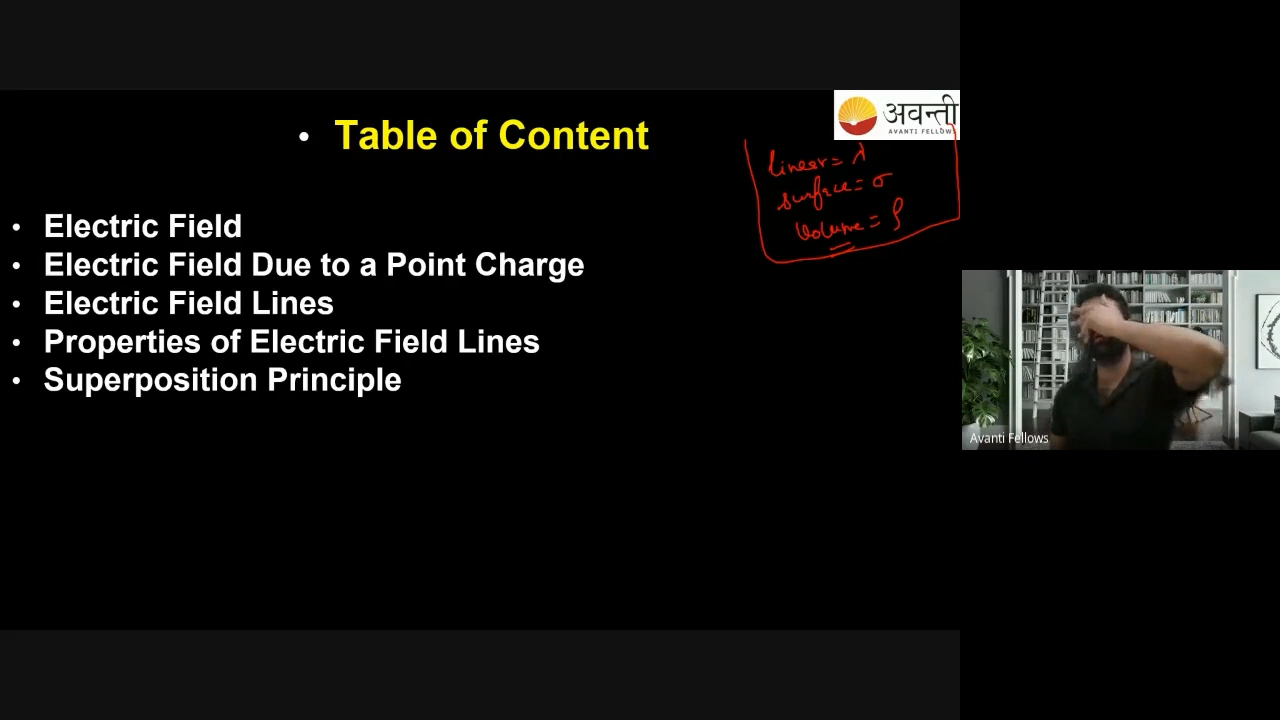 • Table of Content
अवन्ती
AVANTI FELLOW
linear = λ
surface = σ
volume = ρ
• Electric Field
• Electric Field Due to a Point Charge
• Electric Field Lines
• Properties of Electric Field Lines
• Superposition Principle
Avanti Fellows